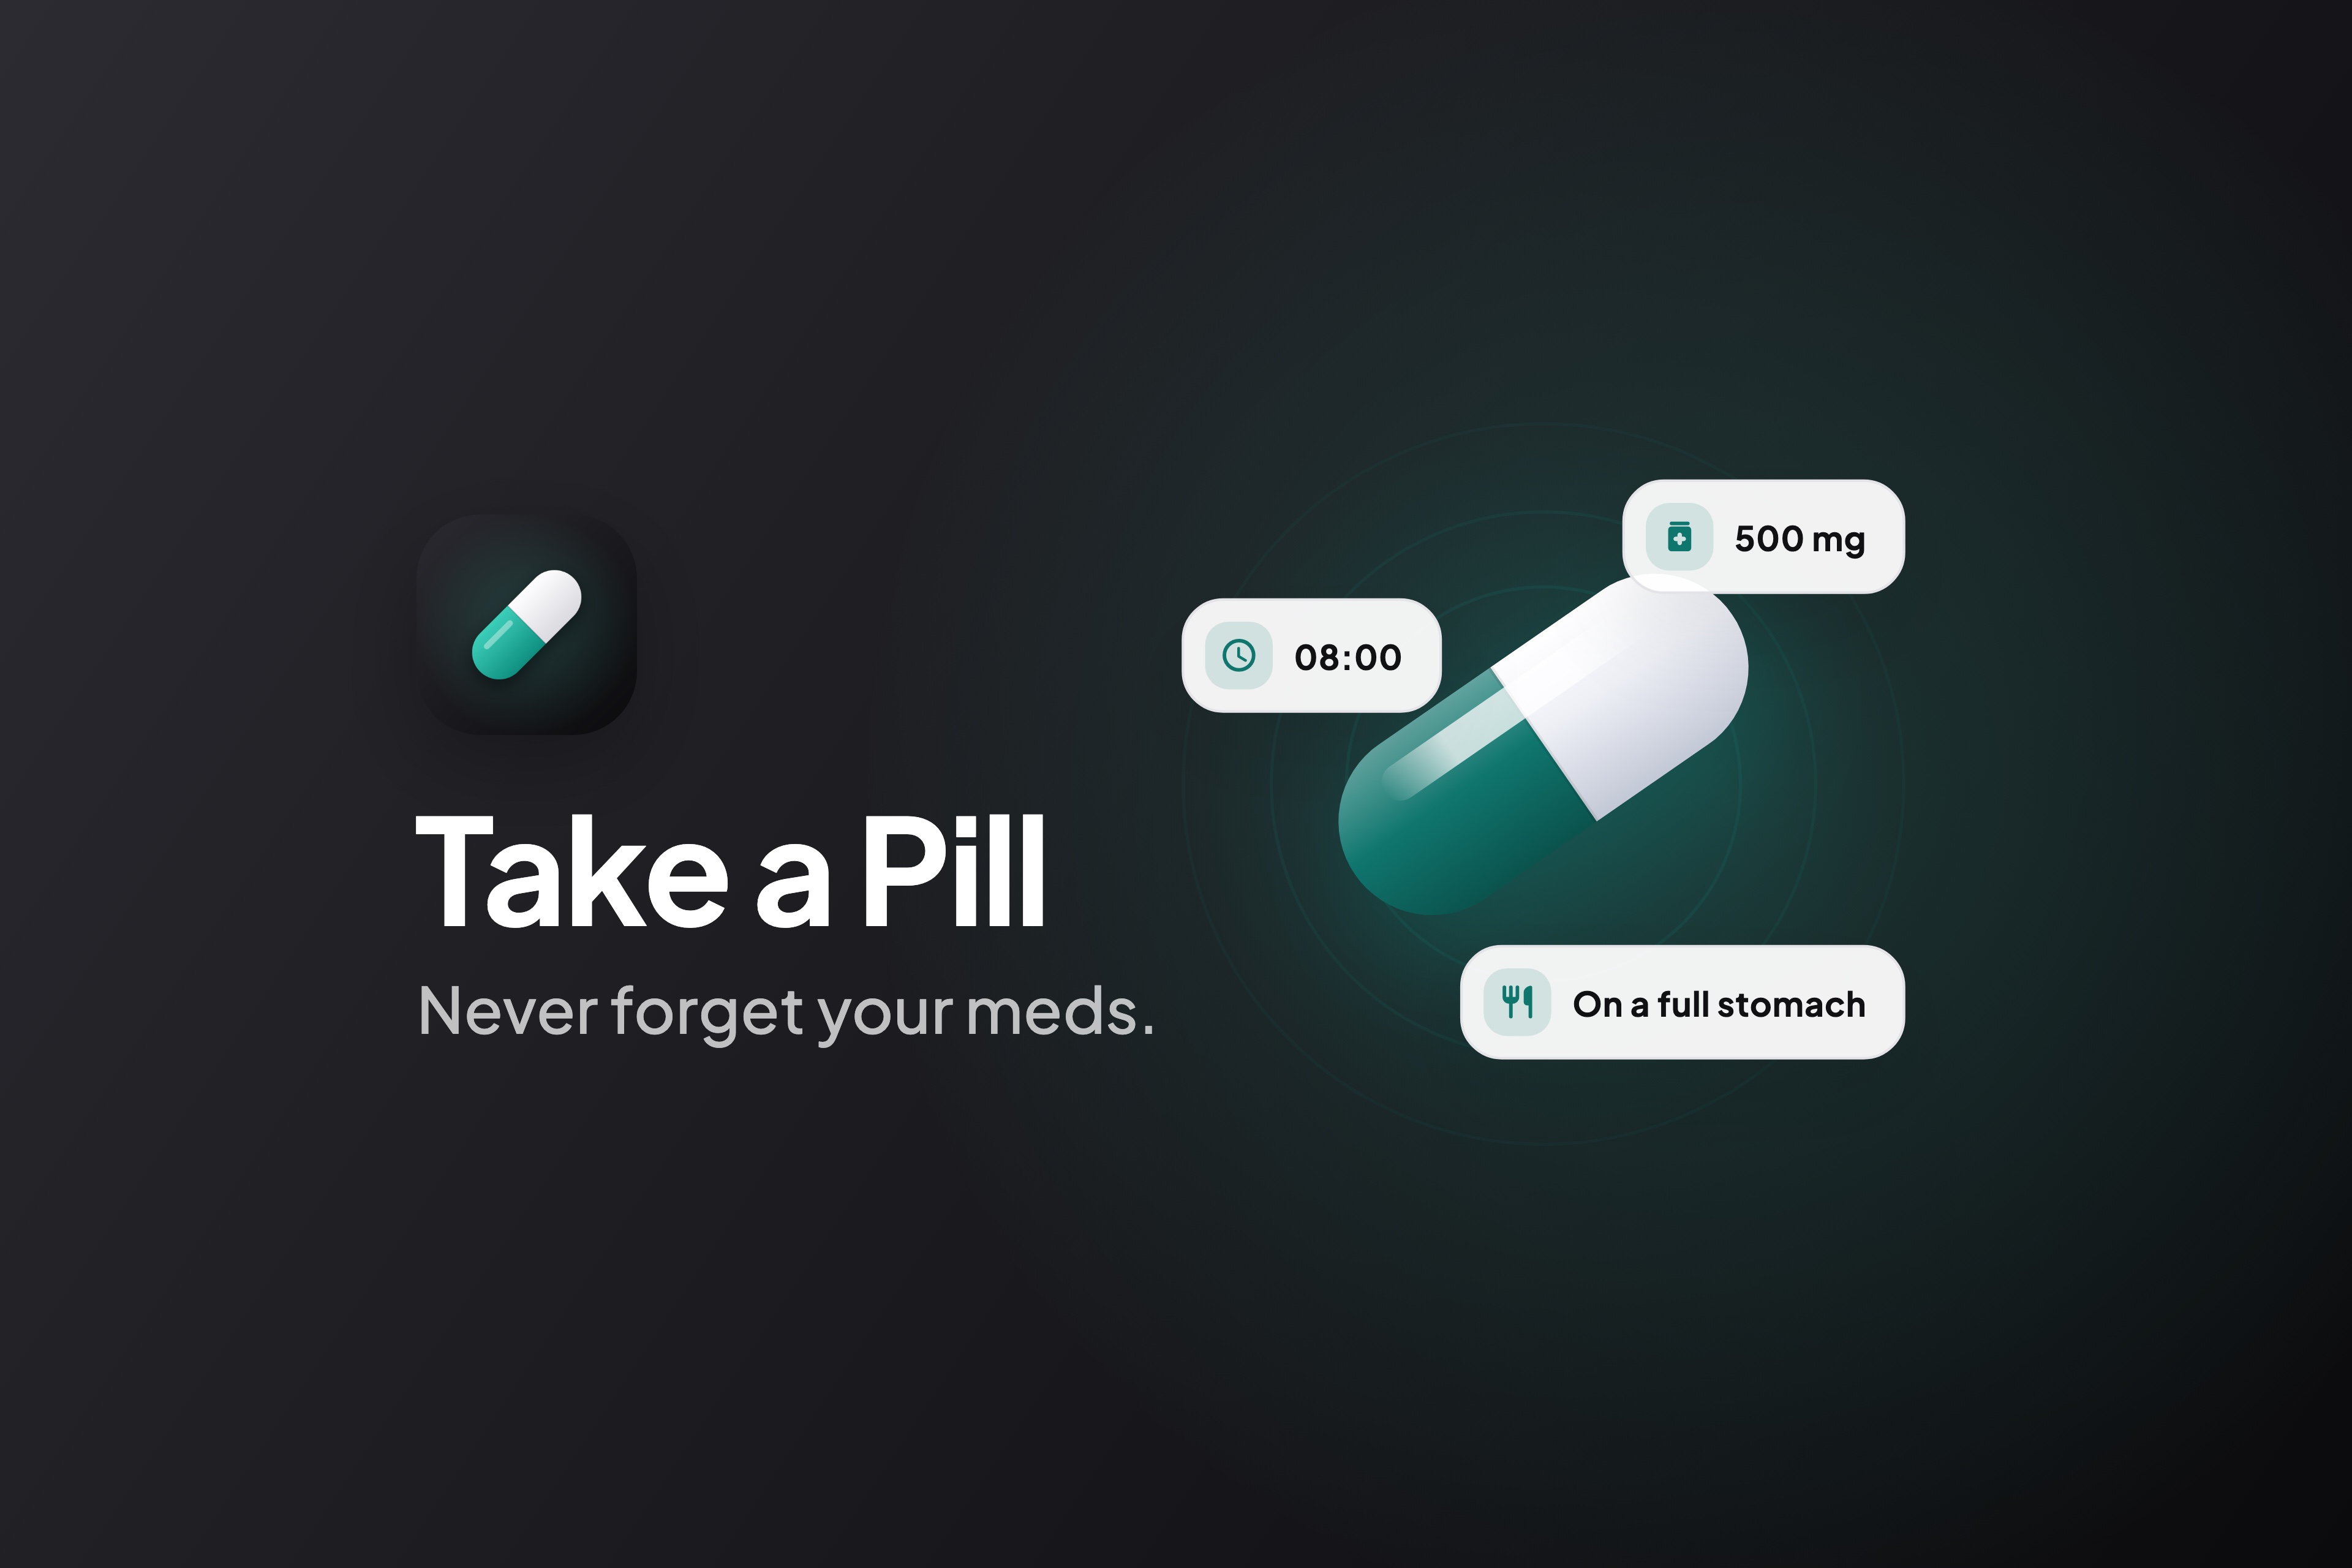 Take a Pill
Never forget your meds.
500 mg
08:00
On a full stomach